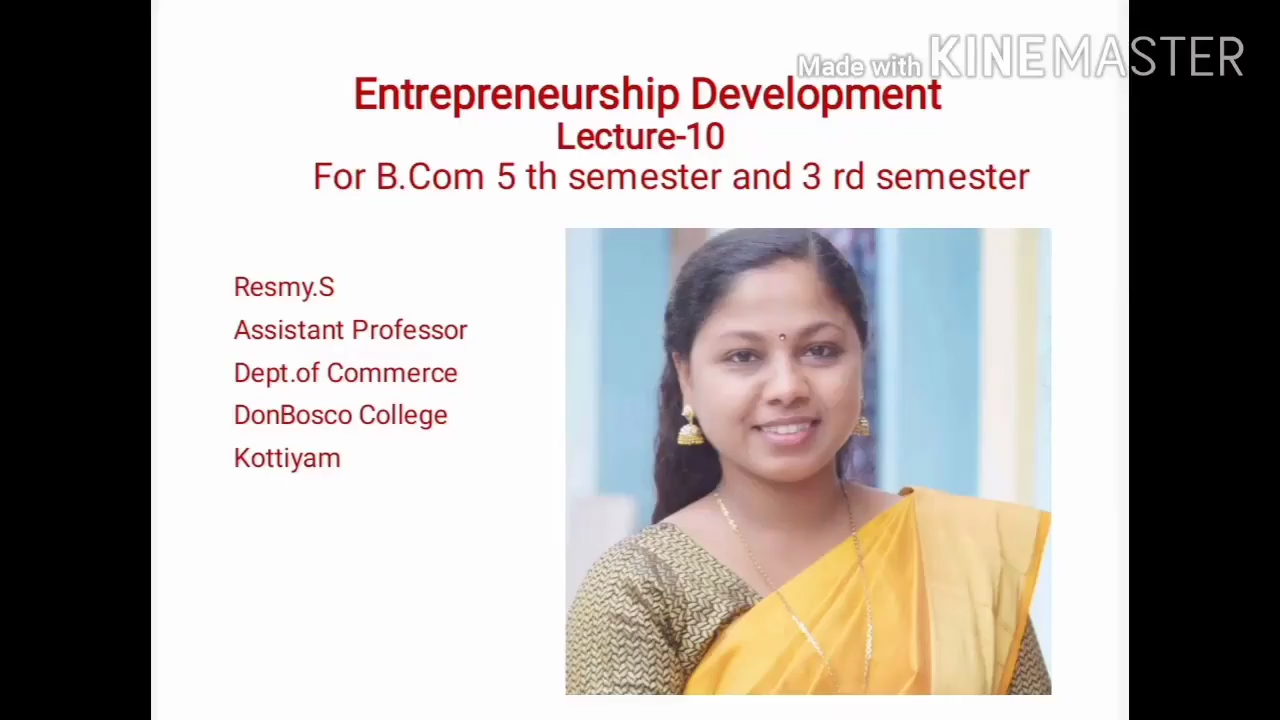 Made with KINEMASTER
Entrepreneurship Development
Lecture-10
For B.Com 5 th semester and 3 rd semester
Resmy.S
Assistant Professor
Dept.of Commerce
DonBosco College
Kottiyam